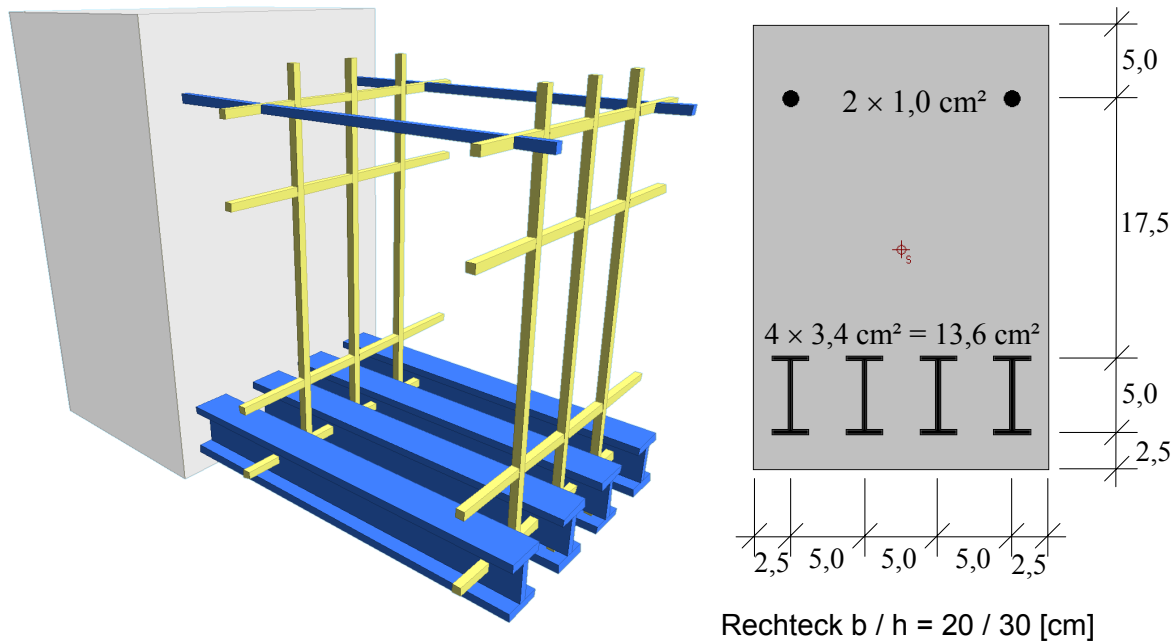 5,0
2 × 1,0 cm²
17,5
s
4 × 3,4 cm² = 13,6 cm²
5,0
2,5
2,5 5,0 5,0 5,0 2,5
Rechteck b / h = 20 / 30 [cm]